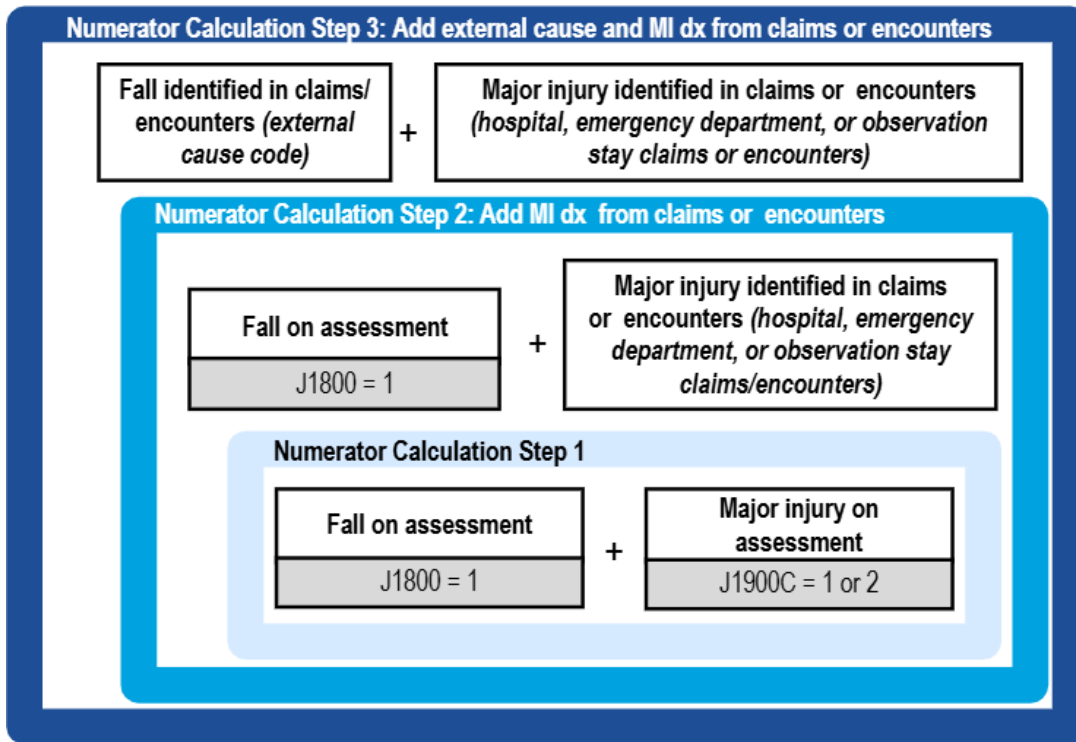 Numerator Calculation Step 3: Add external cause and MI dx from claims or encounters
Fall identified in claims/
encounters (external
cause code)
+
Major injury identified in claims or encounters
(hospital, emergency department, or observation
stay claims or encounters)
Numerator Calculation Step 2: Add MI dx from claims or encounters
Fall on assessment
J1800 = 1
+
Major injury identified in claims
or encounters (hospital, emergency
department, or observation stay
claims/encounters)
Numerator Calculation Step 1
Fall on assessment
J1800 = 1
+
Major injury on
assessment
J1900C = 1 or 2